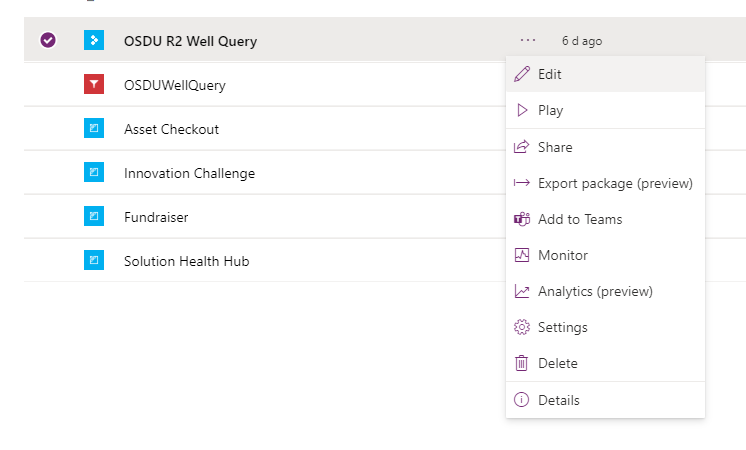 OSDU R2 Well Query ... 6 d ago
OSDUWellQuery
Asset Checkout
Innovation Challenge
Fundraiser
Solution Health Hub
Edit
Play
Share
Export package (preview)
Add to Teams
Monitor
Analytics (preview)
Settings
Delete
Details